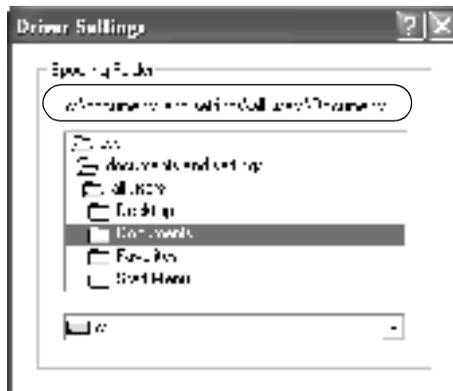 Driver Settings
Spooling Folder
c:\documents and settings\all users\Documents
c:\
documents and settings
all users
Desktop
Documents
Favorites
Start Menu
c: